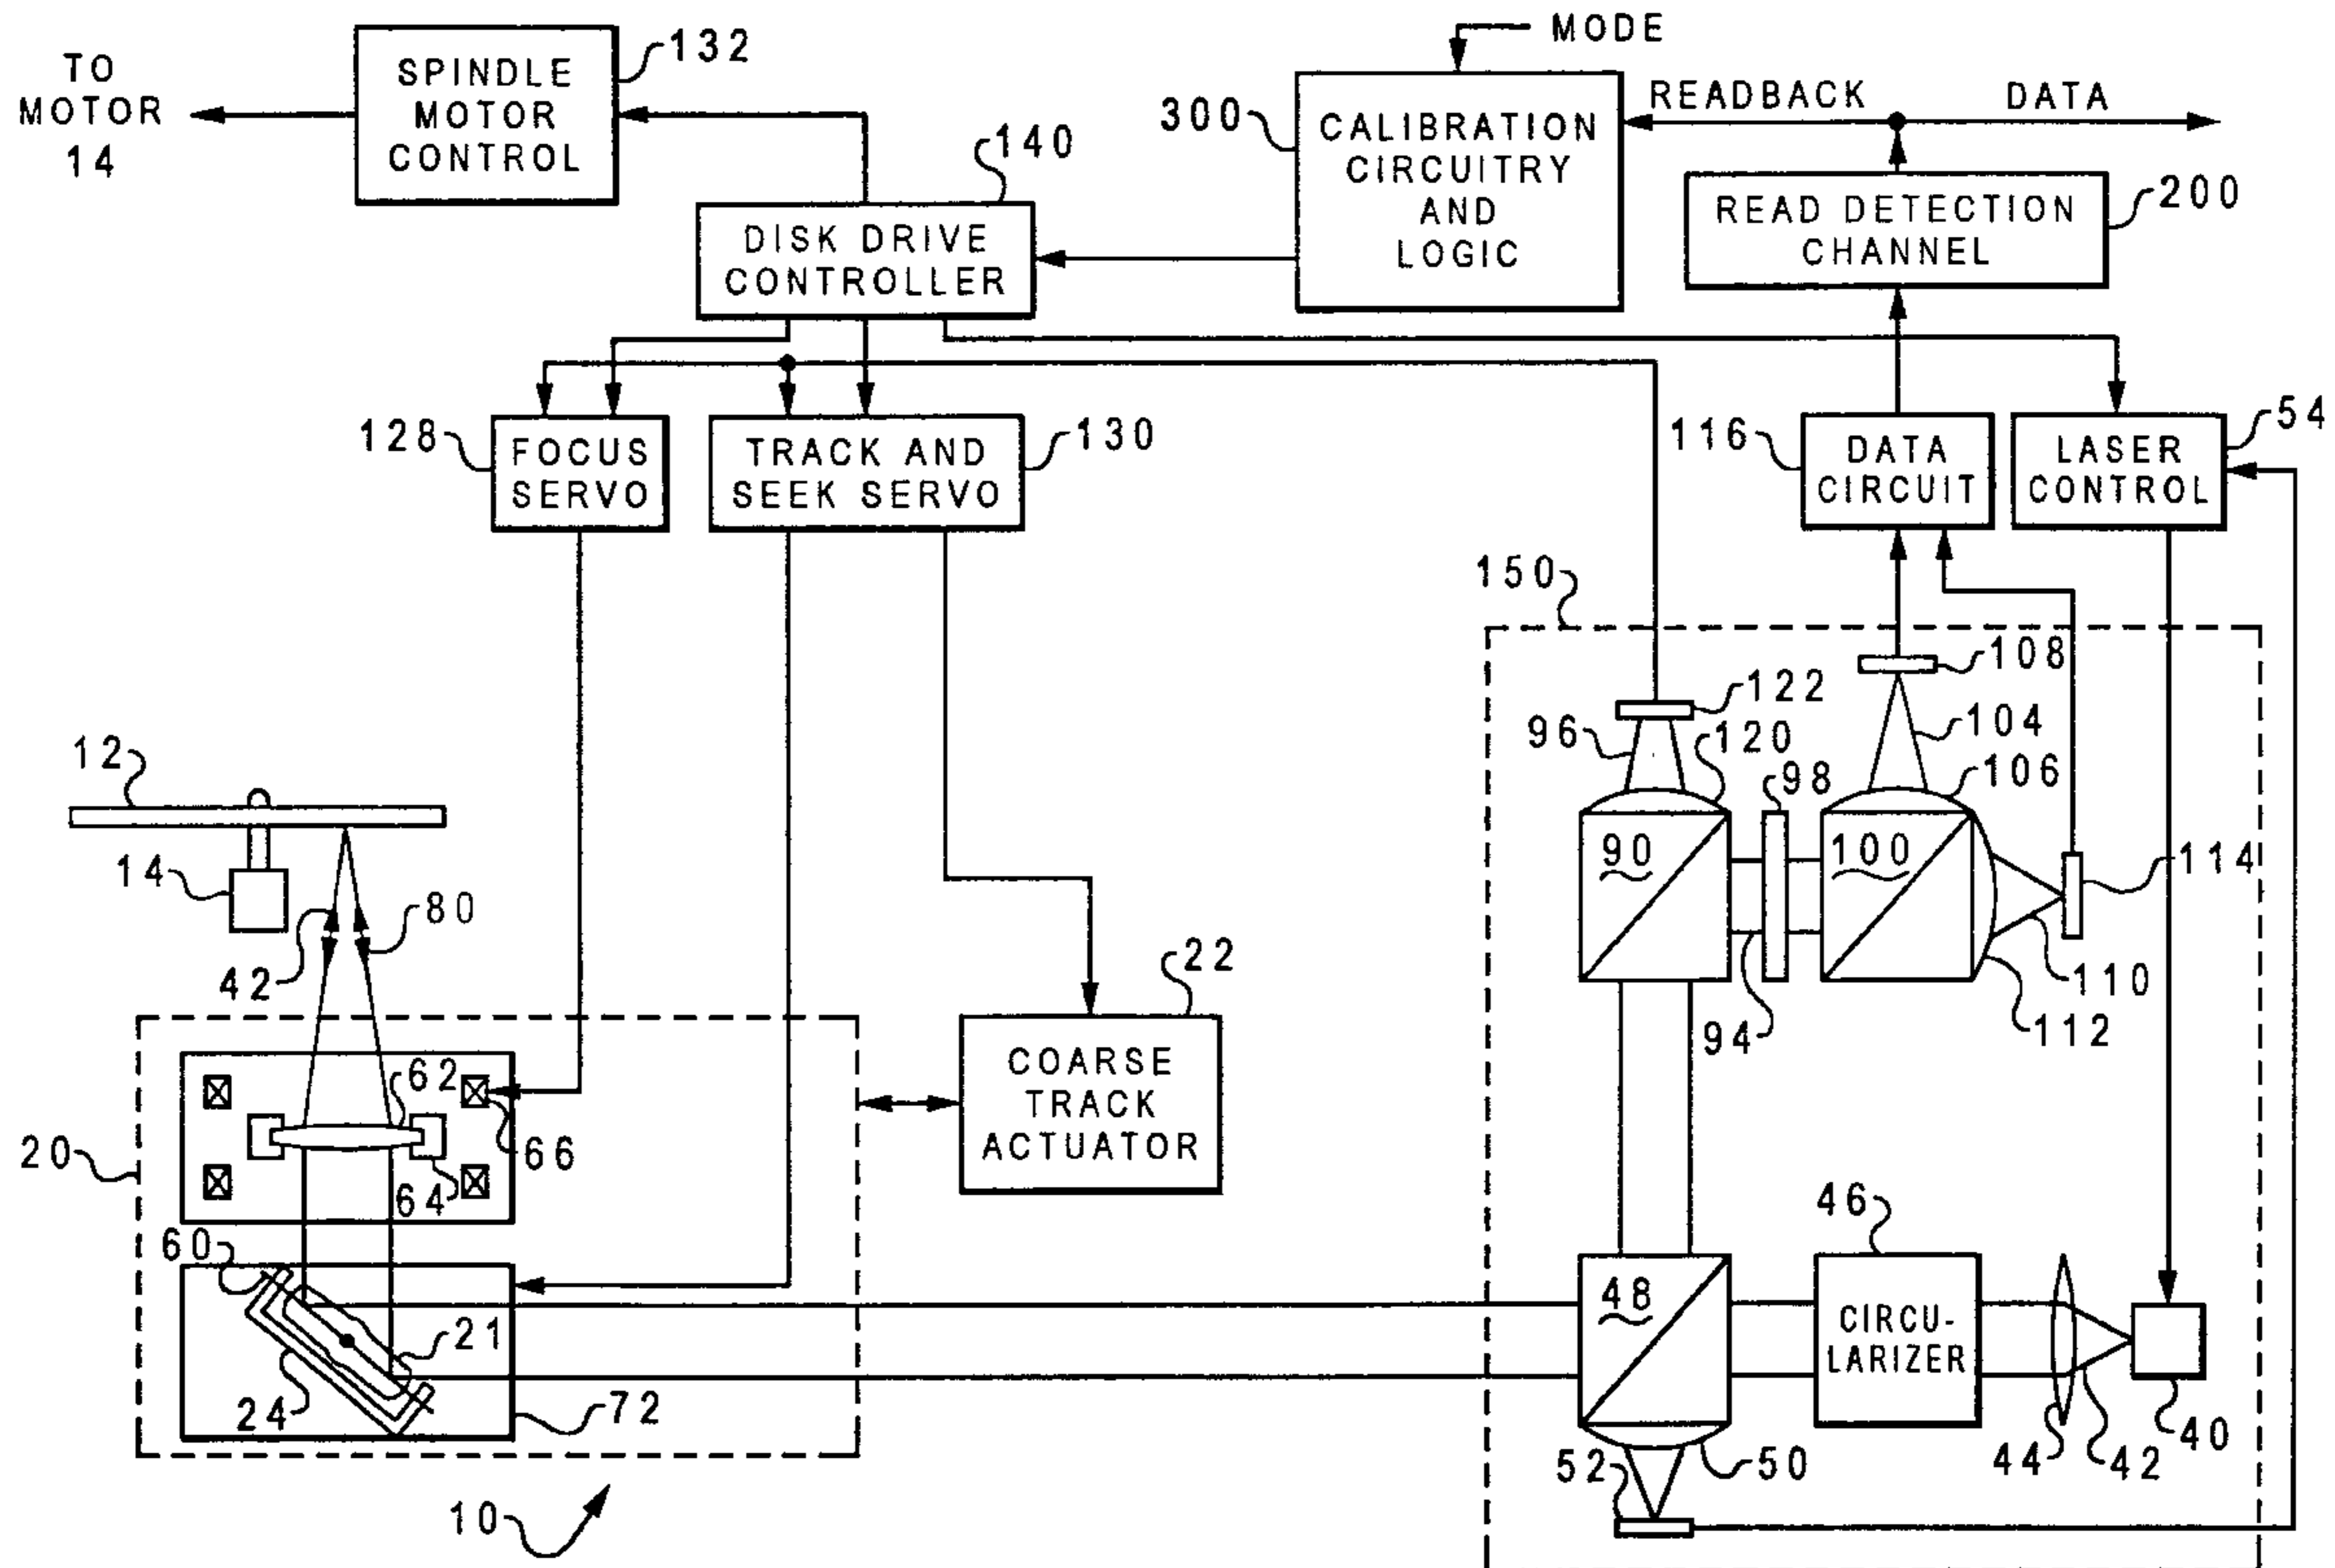 MODE
TO
MOTOR
14
SPINDLE
MOTOR
CONTROL
132
140
300
CALIBRATION
CIRCUITRY
AND
LOGIC
READBACK
DATA
READ DETECTION
CHANNEL
200
DISK DRIVE
CONTROLLER
128
FOCUS
SERVO
TRACK AND
SEEK SERVO
130
116
DATA
CIRCUIT
LASER
CONTROL
54
150
108
122
104
96
120
98
106
12
90
100
14
114
80
42
110
94
112
22
COARSE
TRACK
ACTUATOR
62
66
20
64
46
60
48
CIRCU-
LARIZER
21
24
72
44
42
40
52
50
10